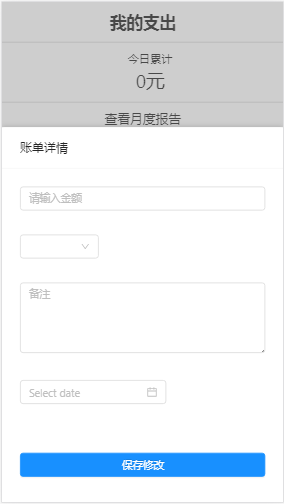 我的支出
今日累计
0元
查看月度报告
账单详情
请输入金额
备注
Select date
保存修改